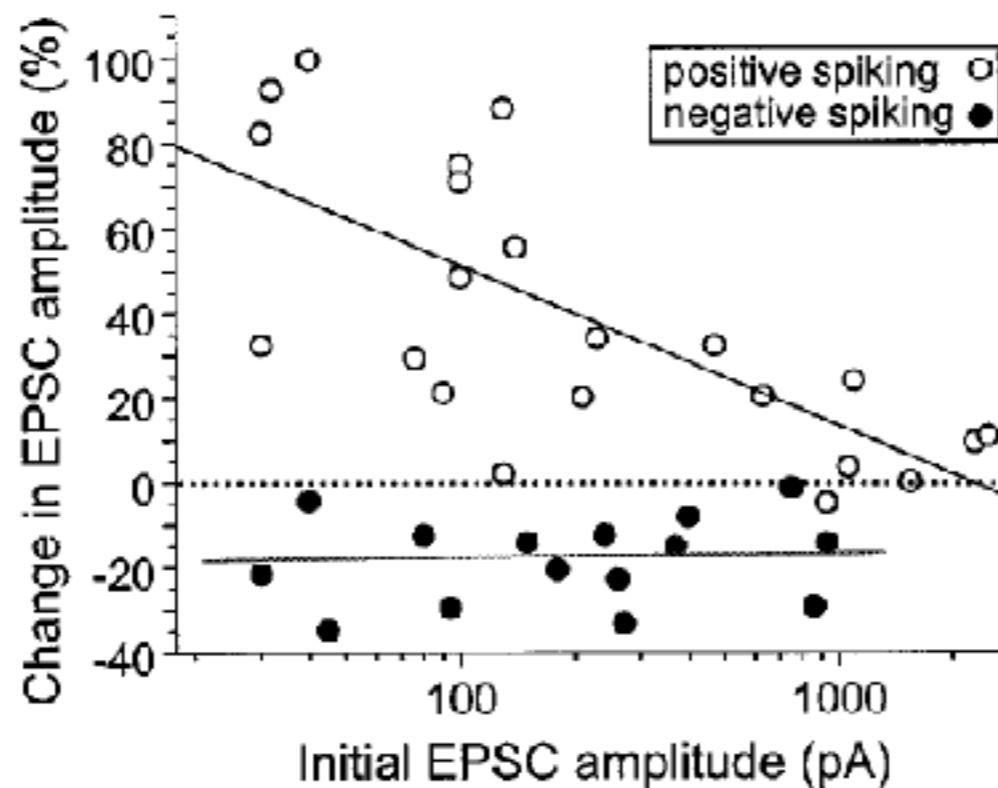 Change in EPSC amplitude (%)
100
80
60
40
20
0
-20
-40
positive spiking
negative spiking
100
1000
Initial EPSC amplitude (pA)